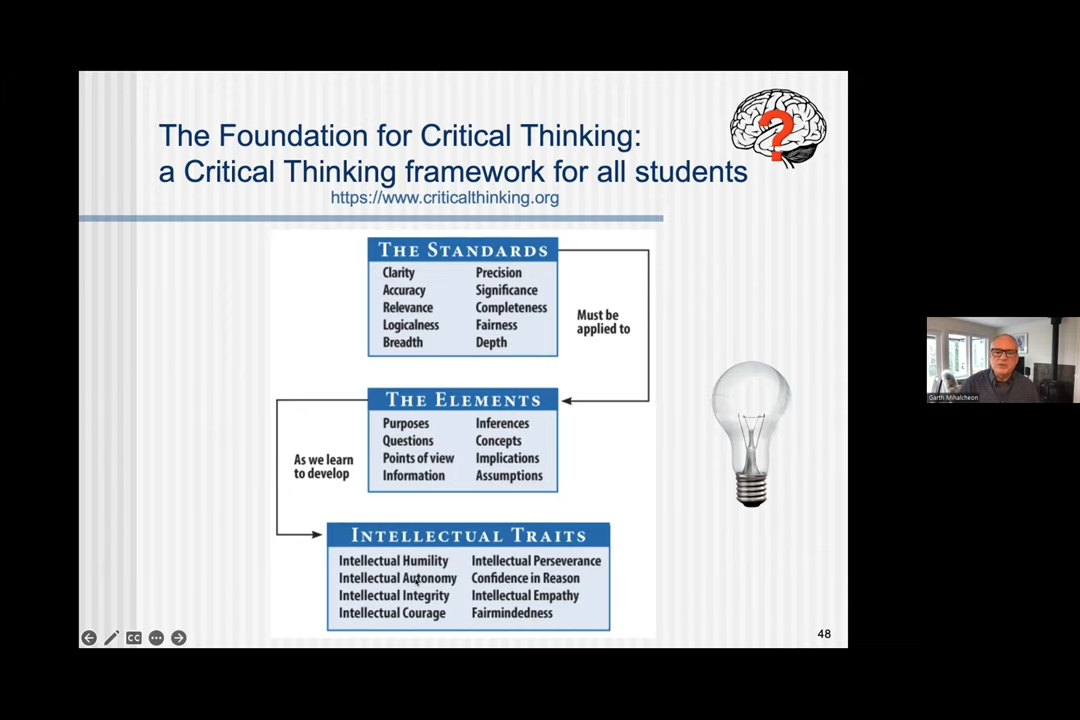 The Foundation for Critical Thinking:
a Critical Thinking framework for all students
https://www.criticalthinking.org
?
THE STANDARDS
Clarity Precision
Accuracy Significance
Relevance Completeness
Logicalness Fairness
Breadth Depth
Must be
applied to
THE ELEMENTS
Purposes Inferences
Questions Concepts
Points of view Implications
Information Assumptions
As we learn
to develop
INTELLECTUAL TRAITS
Intellectual Humility Intellectual Perseverance
Intellectual Autonomy Confidence in Reason
Intellectual Integrity Intellectual Empathy
Intellectual Courage Fairmindedness
CC
48
Garth Mihalcheon